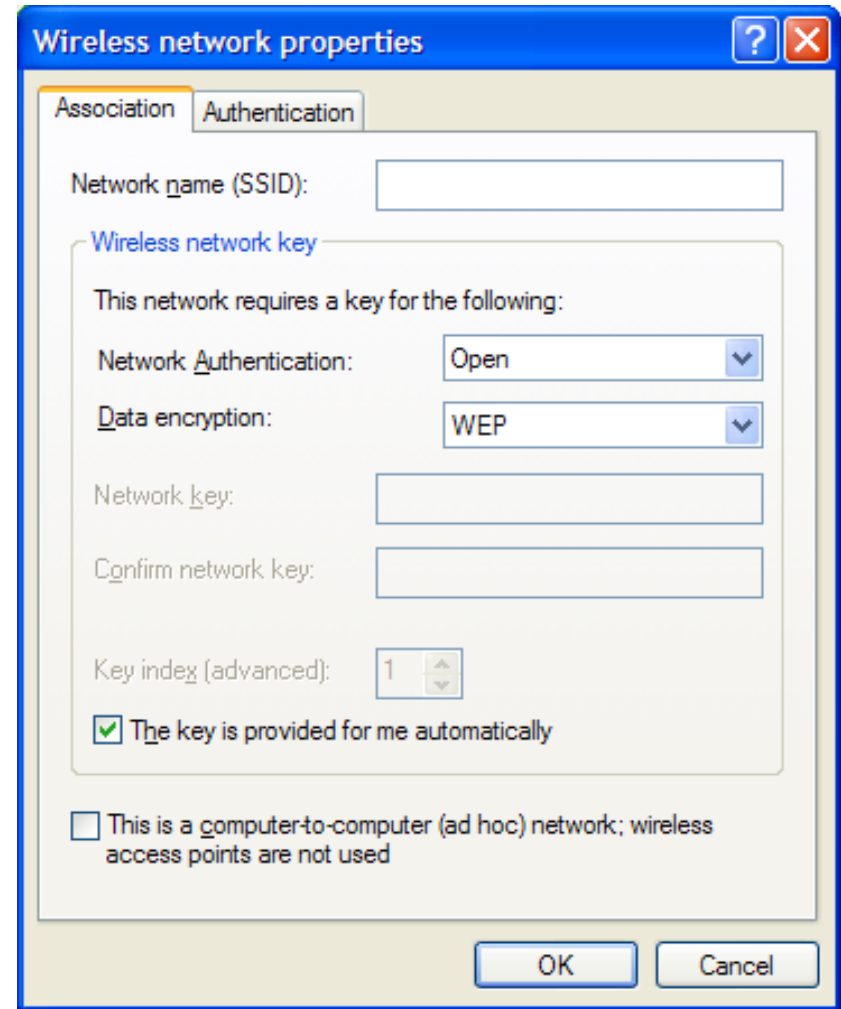 Wireless network properties
Association
Authentication
Network name (SSID):
Wireless network key
This network requires a key for the following:
Network Authentication:
Open
Data encryption:
WEP
Network key:
Confirm network key:
Key index (advanced):
1
The key is provided for me automatically
This is a computer-to-computer (ad hoc) network; wireless
access points are not used
OK
Cancel